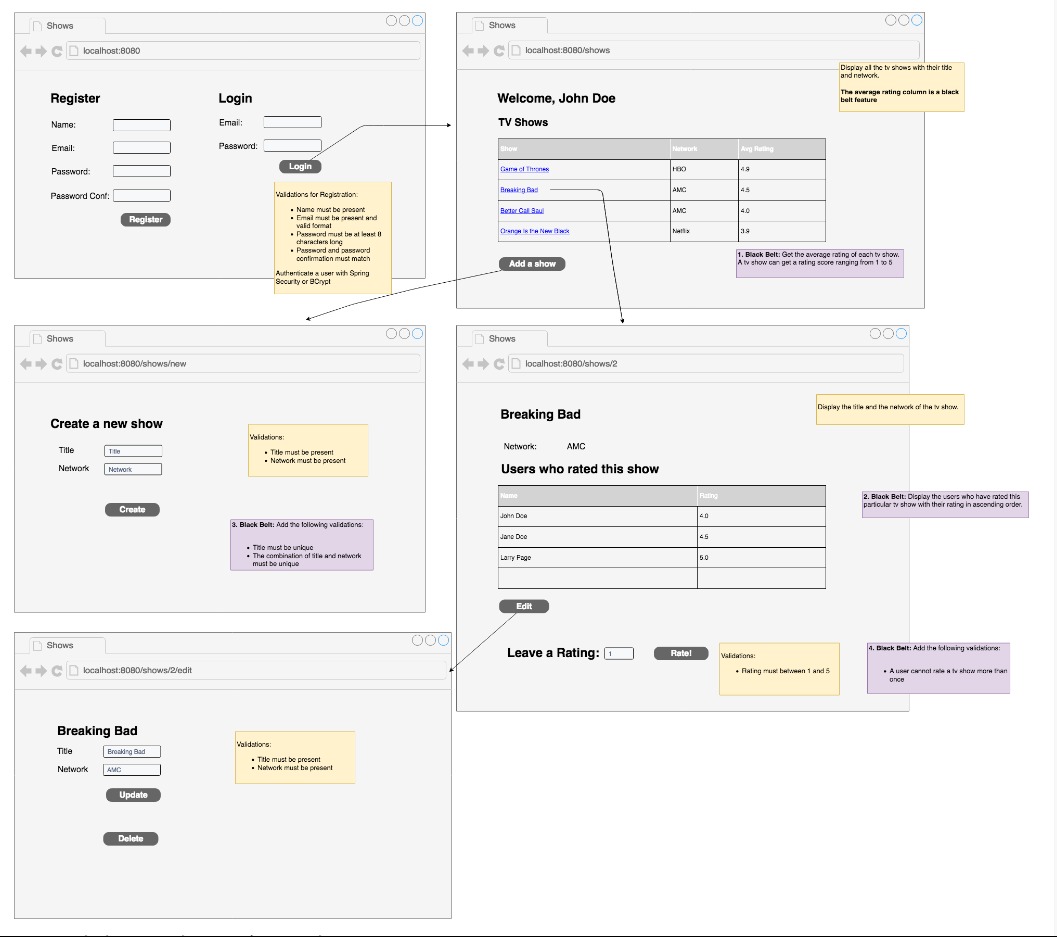 Shows
localhost:8080
Register
Name:
Email:
Password:
Password Conf:
Register
Login
Email:
Password:
Login
Validations for Registration:
• Name must be present
• Email must be present and
valid format
• Password must be at least 8
characters long
• Password and password
confirmation must match
Authenticate a user with Spring
Security or BCrypt
Shows
localhost:8080/shows
Display all the tv shows with their title
and network.
The average rating column is a black
belt feature
Welcome, John Doe
TV Shows
Show Network Avg Rating
Game of Thrones HBO 4.9
Breaking Bad AMC 4.5
Better Call Saul AMC 4.0
Orange Is the New Black Netflix 3.9
Add a show
1. Black Belt: Get the average rating of each tv show.
A tv show can get a rating score ranging from 1 to 5
Shows
localhost:8080/shows/new
Create a new show
Title Title
Network Network
Create
Validations:
• Title must be present
• Network must be present
3. Black Belt: Add the following validations:
• Title must be unique
• The combination of title and network
must be unique
Shows
localhost:8080/shows/2
Display the title and the network of the tv show.
Breaking Bad
Network: AMC
Users who rated this show
Name Rating
John Doe 4.0
Jane Doe 4.5
Larry Page 5.0
2. Black Belt: Display the users who have rated this
particular tv show with their rating in ascending order.
Edit
Leave a Rating: 1 Rate!
Validations:
• Rating must between 1 and 5
4. Black Belt: Add the following validations:
• A user cannot rate a tv show more than
once
Shows
localhost:8080/shows/2/edit
Breaking Bad
Title Breaking Bad
Network AMC
Update
Delete
Validations:
• Title must be present
• Network must be present